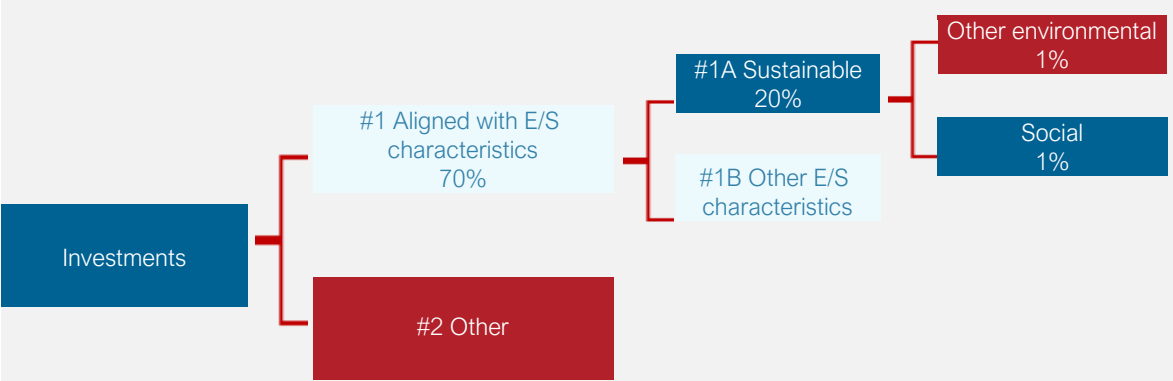 Investments
#1 Aligned with E/S
characteristics
70%
#2 Other
#1A Sustainable
20%
#1B Other E/S
characteristics
Other environmental
1%
Social
1%